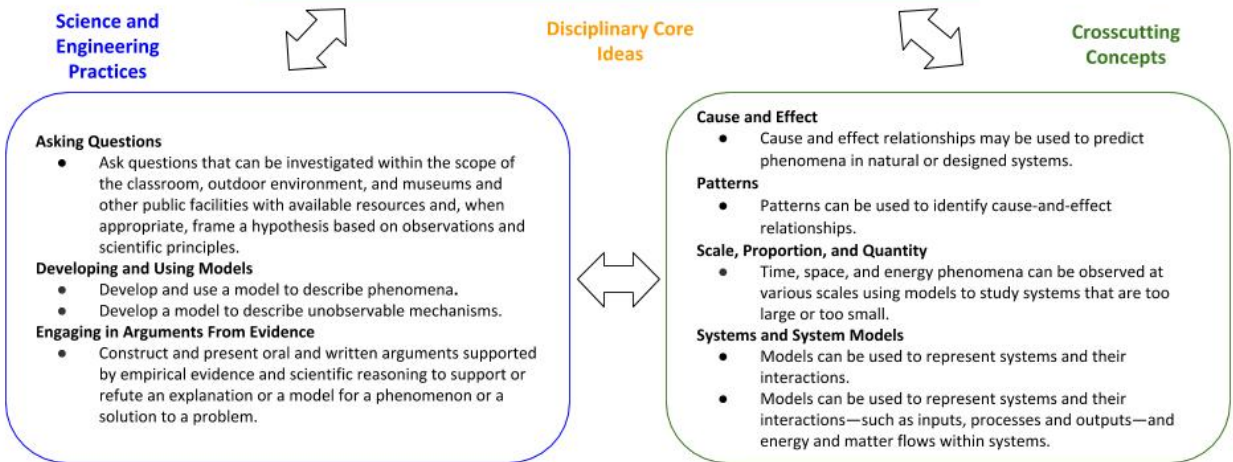 Science and
Engineering
Practices
Disciplinary Core
Ideas
Crosscutting
Concepts
Asking Questions
● Ask questions that can be investigated within the scope of
the classroom, outdoor environment, and museums and
other public facilities with available resources and, when
appropriate, frame a hypothesis based on observations and
scientific principles.
Developing and Using Models
● Develop and use a model to describe phenomena.
● Develop a model to describe unobservable mechanisms.
Engaging in Arguments From Evidence
● Construct and present oral and written arguments supported
by empirical evidence and scientific reasoning to support or
refute an explanation or a model for a phenomenon or a
solution to a problem.
Cause and Effect
● Cause and effect relationships may be used to predict
phenomena in natural or designed systems.
Patterns
● Patterns can be used to identify cause-and-effect
relationships.
Scale, Proportion, and Quantity
● Time, space, and energy phenomena can be observed at
various scales using models to study systems that are too
large or too small.
Systems and System Models
● Models can be used to represent systems and their
interactions.
● Models can be used to represent systems and their
interactions—such as inputs, processes and outputs—and
energy and matter flows within systems.